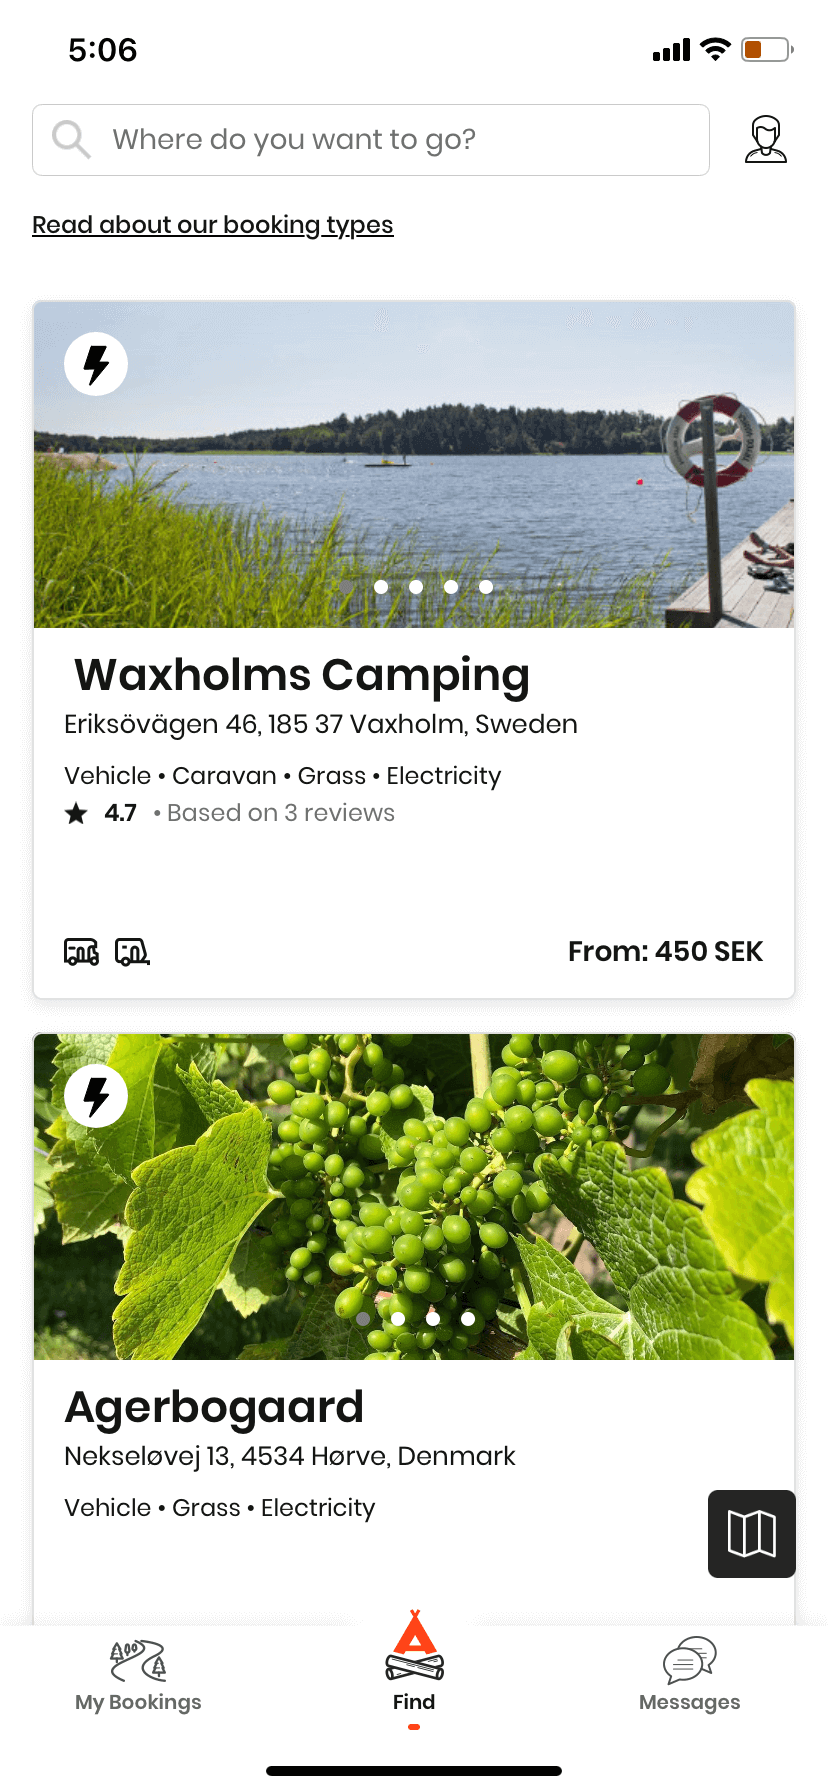 5:06
Where do you want to go?
Read about our booking types
Waxholms Camping
Eriksövägen 46, 185 37 Vaxholm, Sweden
Vehicle • Caravan • Grass • Electricity
4.7 • Based on 3 reviews
From: 450 SEK
Agerbogaard
Nekseløvej 13, 4534 Hørve, Denmark
Vehicle • Grass • Electricity
My Bookings
Find
Messages